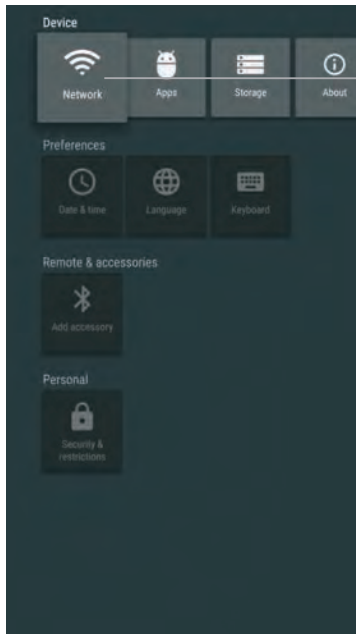 Device
Network
Apps
Storage
About
Preferences
Date & time
Language
Keyboard
Remote & accessories
Add accessory
Personal
Security &
restrictions